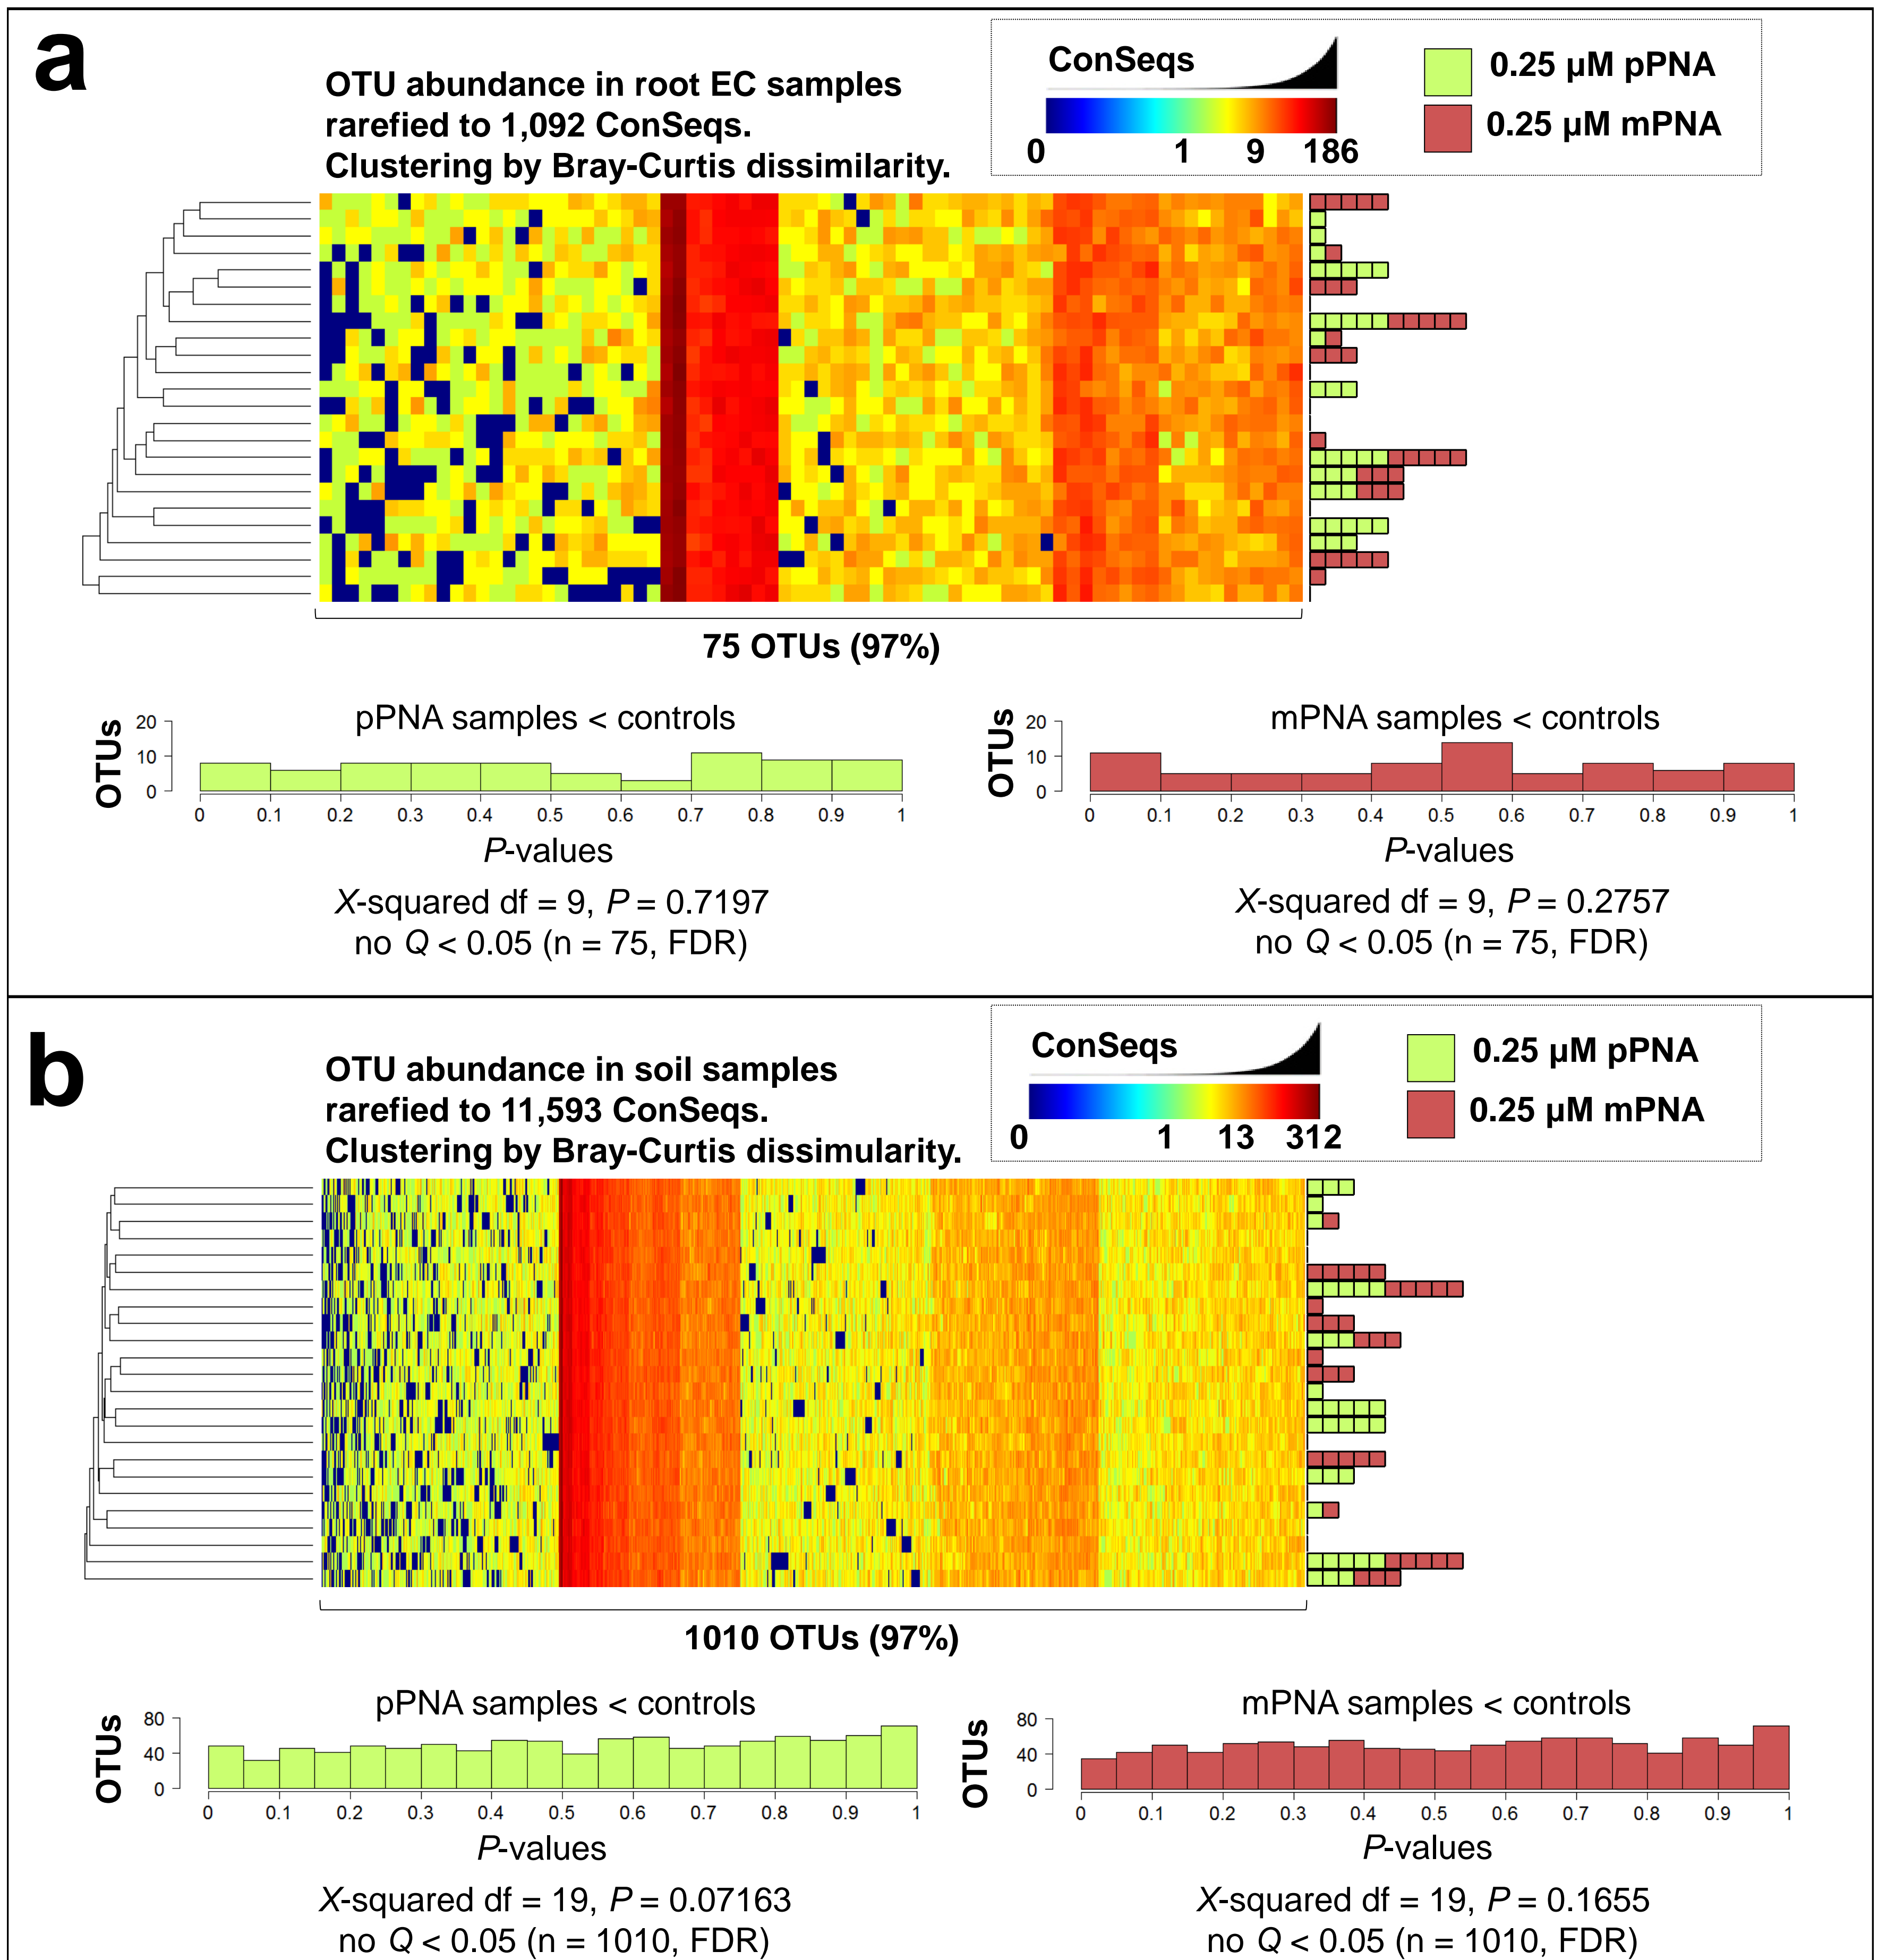 a
OTU abundance in root EC samples
rarefied to 1,092 ConSeqs.
Clustering by Bray-Curtis dissimilarity.
ConSeqs
0 1 9 186
0.25 µM pPNA
0.25 µM mPNA
75 OTUs (97%)
pPNA samples < controls
OTUs
20
10
0
0 0.1 0.2 0.3 0.4 0.5 0.6 0.7 0.8 0.9 1
P-values
X-squared df = 9, P = 0.7197
no Q < 0.05 (n = 75, FDR)
mPNA samples < controls
OTUs
20
10
0
0 0.1 0.2 0.3 0.4 0.5 0.6 0.7 0.8 0.9 1
P-values
X-squared df = 9, P = 0.2757
no Q < 0.05 (n = 75, FDR)
b
OTU abundance in soil samples
rarefied to 11,593 ConSeqs.
Clustering by Bray-Curtis dissimularity.
ConSeqs
0 1 13 312
0.25 µM pPNA
0.25 µM mPNA
1010 OTUs (97%)
pPNA samples < controls
OTUs
80
40
0
0 0.1 0.2 0.3 0.4 0.5 0.6 0.7 0.8 0.9 1
P-values
X-squared df = 19, P = 0.07163
no Q < 0.05 (n = 1010, FDR)
mPNA samples < controls
OTUs
80
40
0
0 0.1 0.2 0.3 0.4 0.5 0.6 0.7 0.8 0.9 1
P-values
X-squared df = 19, P = 0.1655
no Q < 0.05 (n = 1010, FDR)